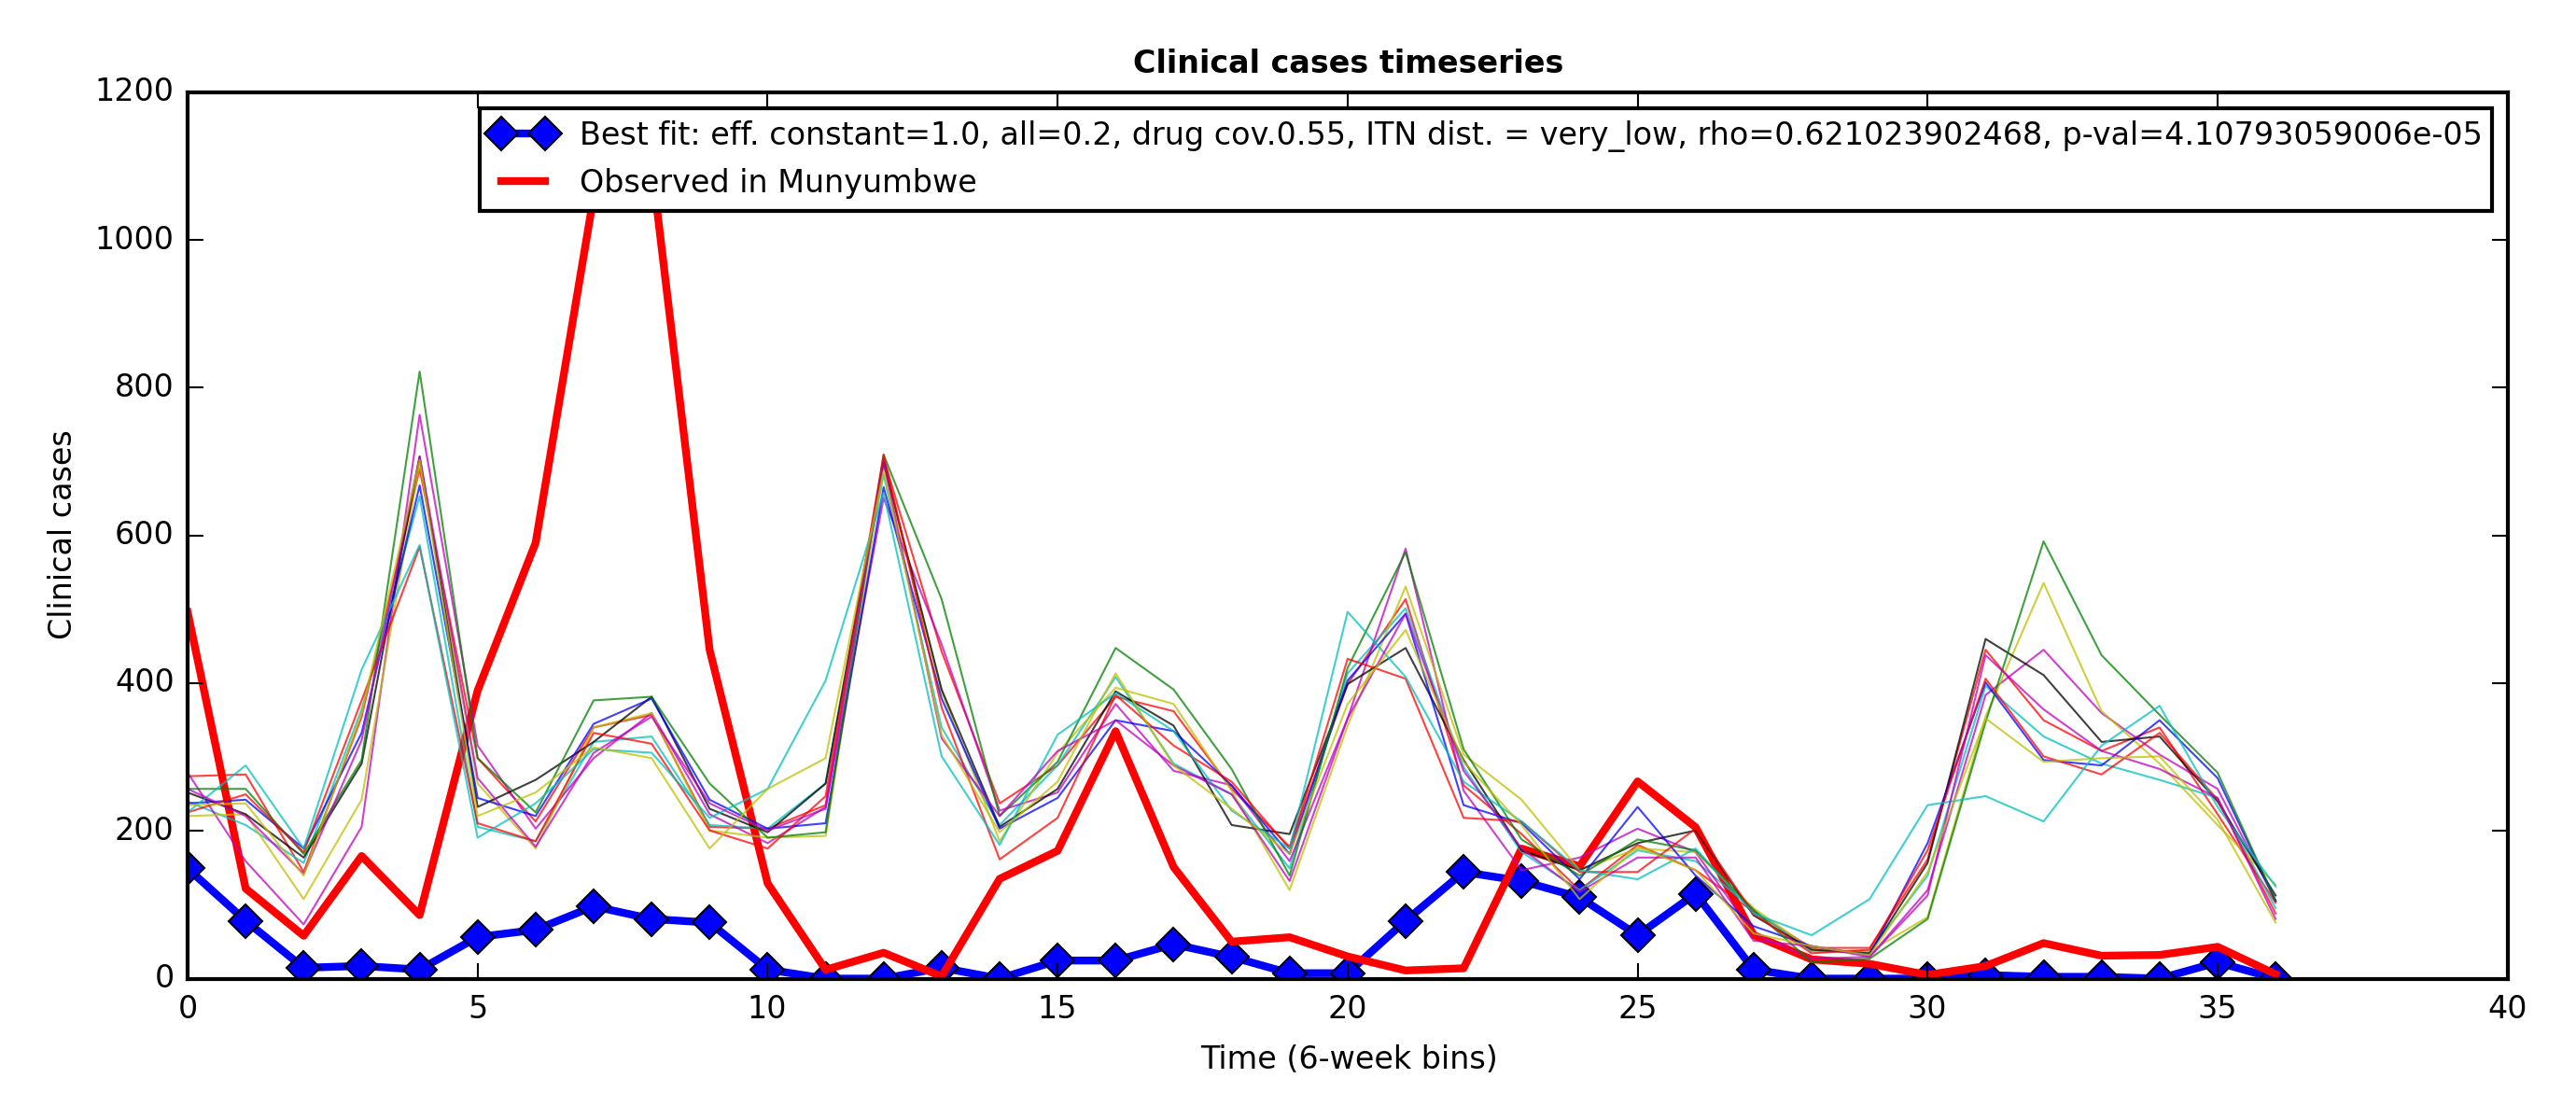 Clinical cases timeseries
1200
1000
800
600
400
200
0
Clinical cases
Best fit: eff. constant=1.0, all=0.2, drug cov.0.55, ITN dist. = very_low, rho=0.621023902468, p-val=4.10793059006e-05
Observed in Munyumbwe
0 5 10 15 20 25 30 35 40
Time (6-week bins)